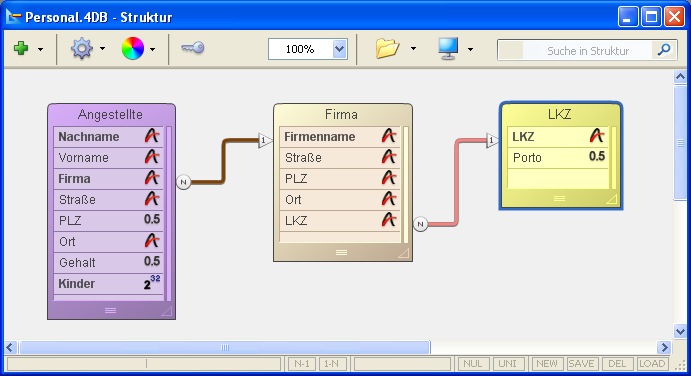 Personal.4DB - Struktur
100%
Suche in Struktur
Angestellte
Nachname
Vorname
Firma
Straße
PLZ 0.5
Ort
Gehalt 0.5
Kinder 2 32
N
1
Firma
Firmenname
Straße
PLZ
Ort
LKZ
N
1
LKZ
LKZ
Porto 0.5
N-1 1-N NUL UNI NEW SAVE DEL LOAD